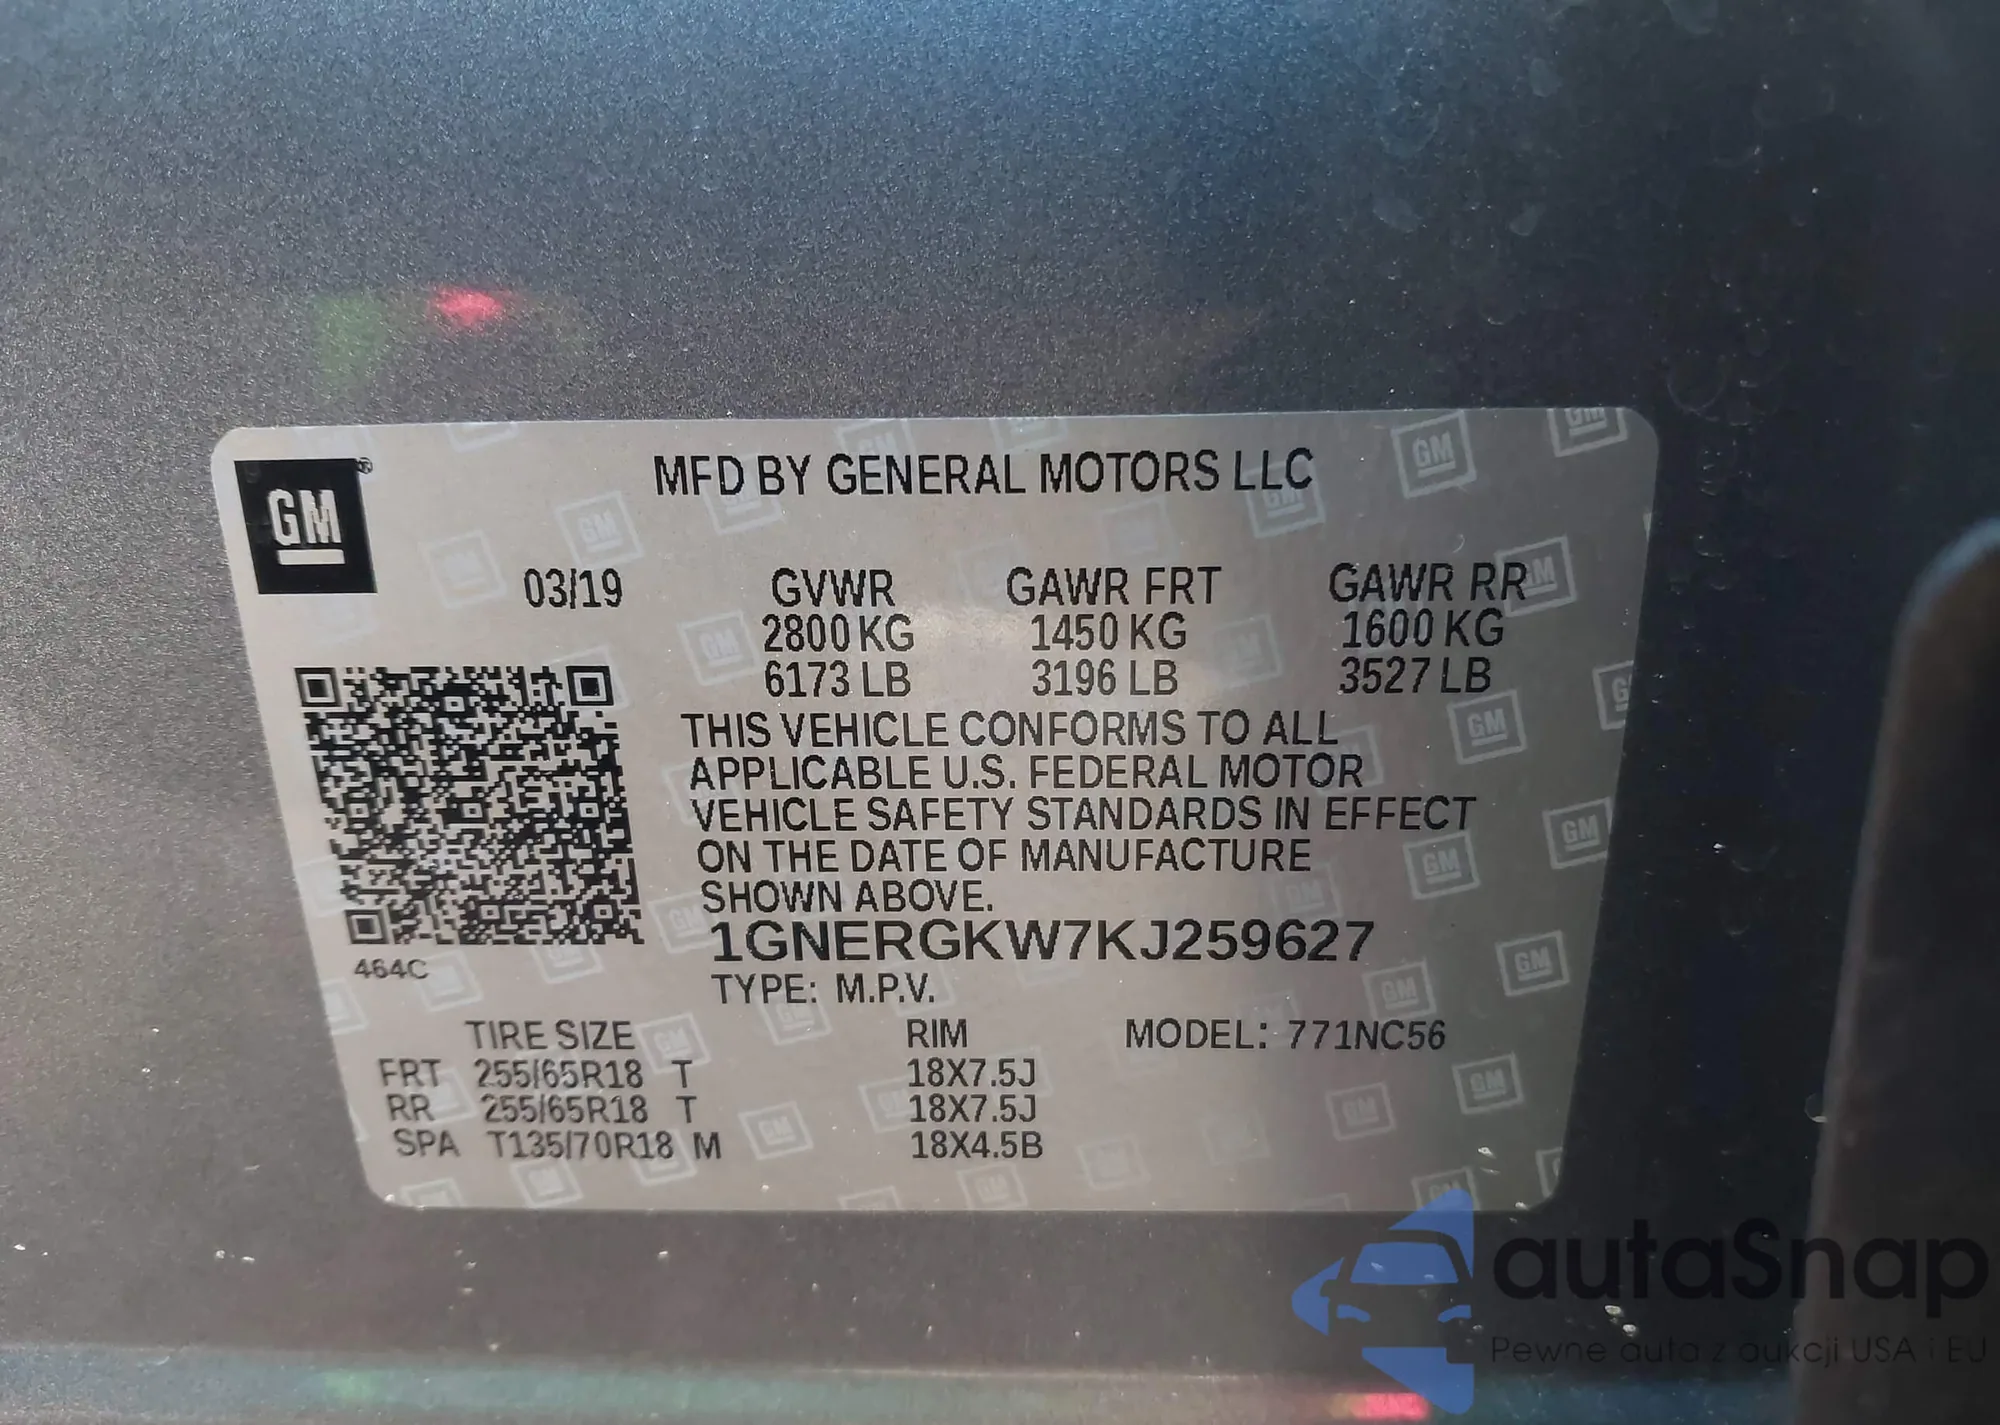 GM®
MFD BY GENERAL MOTORS LLC
03/19 GVWR GAWR FRT GAWR RR
2800 KG 1450 KG 1600 KG
6173 LB 3196 LB 3527 LB
THIS VEHICLE CONFORMS TO ALL
APPLICABLE U.S. FEDERAL MOTOR
VEHICLE SAFETY STANDARDS IN EFFECT
ON THE DATE OF MANUFACTURE
SHOWN ABOVE.
1GNERGKW7KJ259627
464C
TYPE: M.P.V.
TIRE SIZE RIM MODEL: 771NC56
FRT 255/65R18 T 18X7.5J
RR 255/65R18 T 18X7.5J
SPA T135/70R18 M 18X4.5B
autaSnap
Pewne auta z aukcji USA i EU